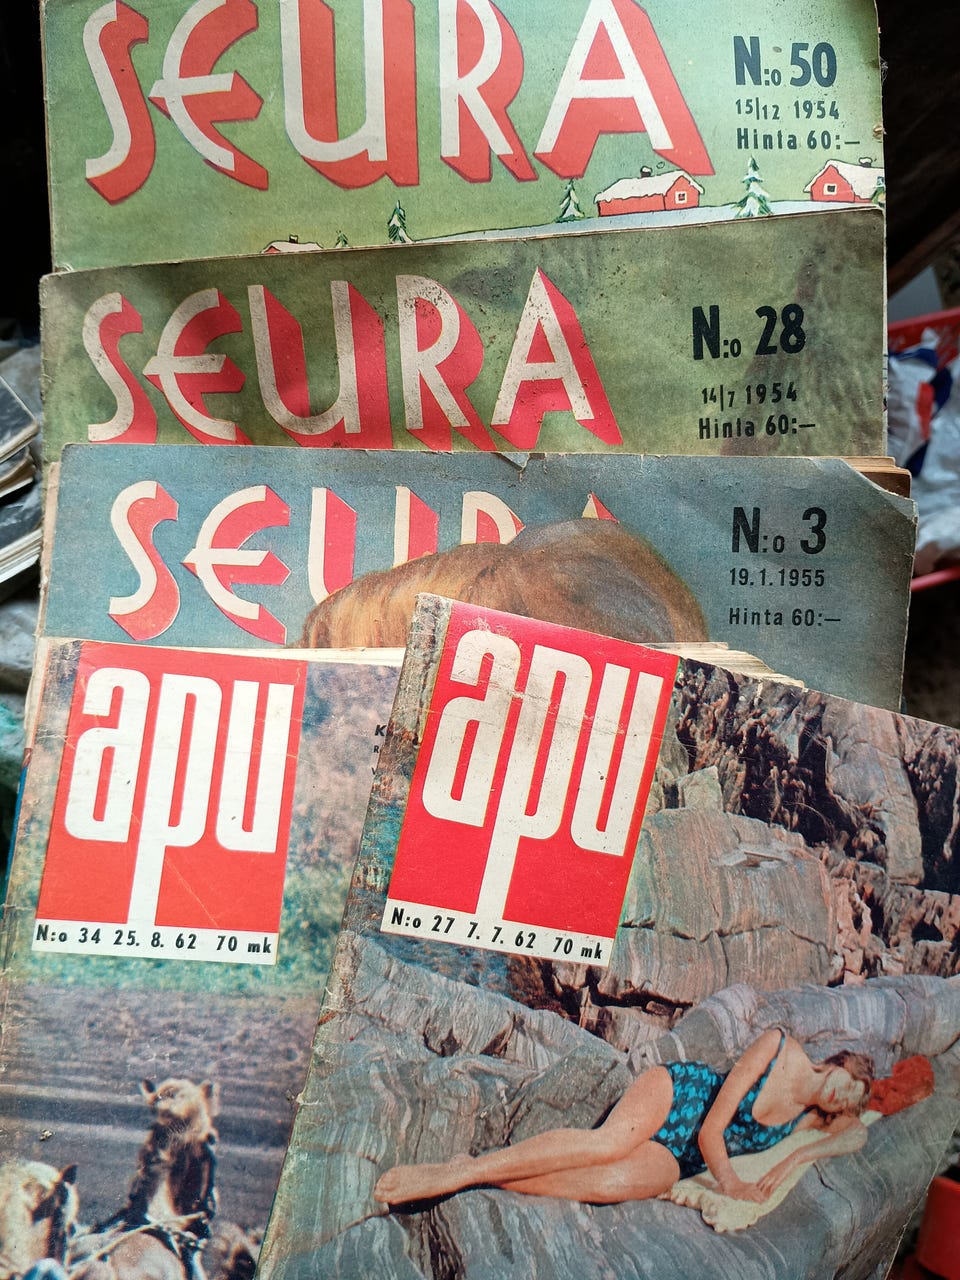 SEURA
N:o 50
15|12 1954
Hinta 60:–
SEURA
N:o 28
14|7 1954
Hinta 60:–
SEURA
N:o 3
19.1.1955
Hinta 60:–
apu
N:o 34 25. 8. 62 70 mk
apu
N:o 27 7. 7. 62 70 mk